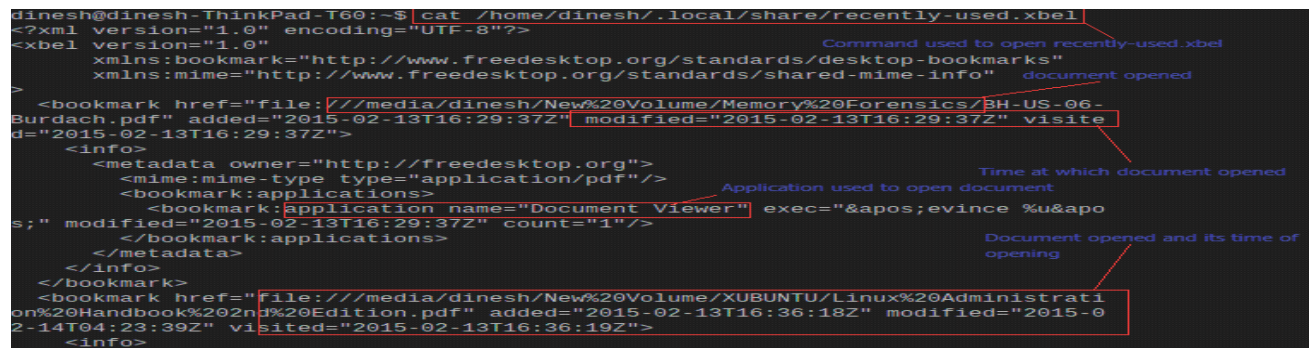 dinesh@dinesh-ThinkPad-T60:~$ cat /home/dinesh/.local/share/recently-used.xbel
<?xml version="1.0" encoding="UTF-8"?>
<xbel version="1.0"
Command used to open recently-used.xbel
xmlns:bookmark="http://www.freedesktop.org/standards/desktop-bookmarks"
xmlns:mime="http://www.freedesktop.org/standards/shared-mime-info"
document opened
>
<bookmark href="file:///media/dinesh/New%20Volume/Memory%20Forensics/BH-US-06-
Burdach.pdf" added="2015-02-13T16:29:37Z" modified="2015-02-13T16:29:37Z" visite
d="2015-02-13T16:29:37Z">
<info>
<metadata owner="http://freedesktop.org">
Time at which document opened
<mime:mime-type type="application/pdf"/>
<bookmark:applications>
Application used to open document
<bookmark:application name="Document Viewer" exec="&apos;evince %u&apo
s;" modified="2015-02-13T16:29:37Z" count="1"/>
</bookmark:applications>
Document opened and its time of
opening
</metadata>
</info>
</bookmark>
<bookmark href="file:///media/dinesh/New%20Volume/XUBUNTU/Linux%20Administrati
on%20Handbook%202nd%20Edition.pdf" added="2015-02-13T16:36:18Z" modified="2015-0
2-14T04:23:39Z" visited="2015-02-13T16:36:19Z">
<info>